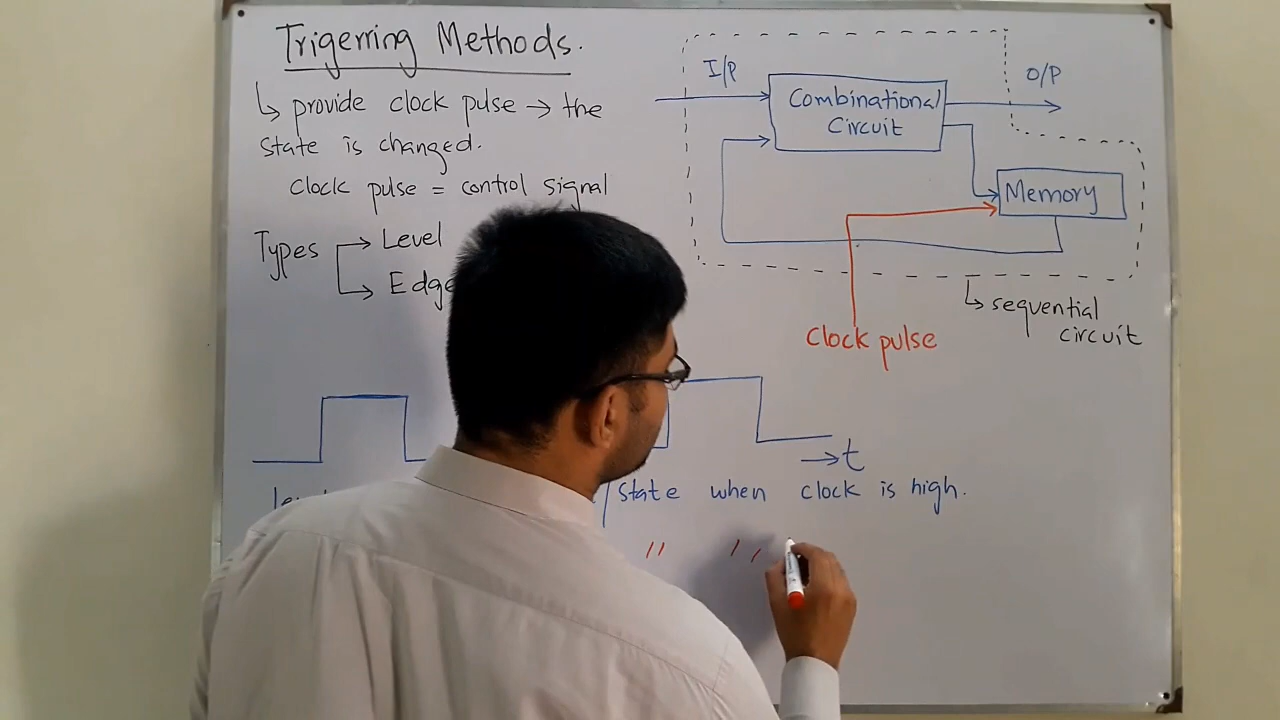 Trigerring Methods.
↳ provide clock pulse → the
state is changed.
Clock pulse = control signal
Types → Level
→ Edge
I/P
Combinational
Circuit
O/P
Memory
Clock pulse
↳ sequential
circuit
→ t
/state when clock is high.
" "